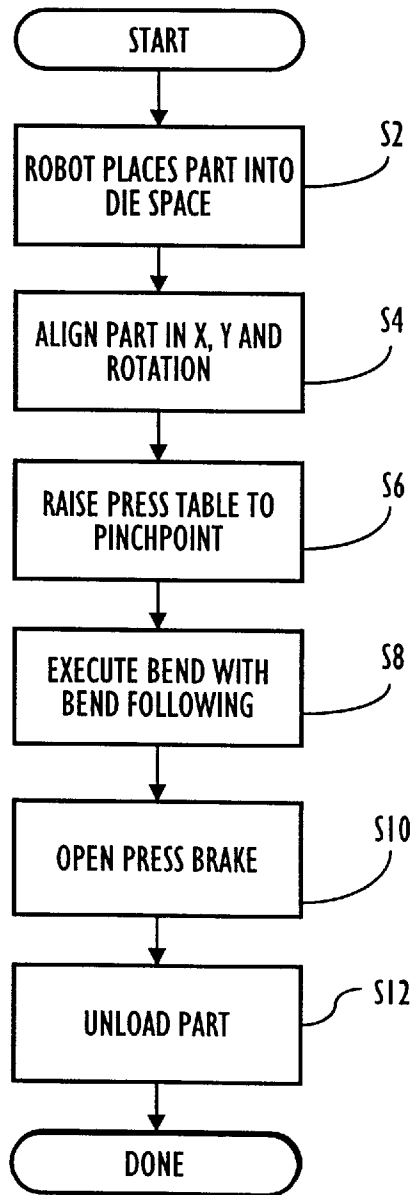 START
ROBOT PLACES PART INTO
DIE SPACE
S2
ALIGN PART IN X, Y AND
ROTATION
S4
RAISE PRESS TABLE TO
PINCHPOINT
S6
EXECUTE BEND WITH
BEND FOLLOWING
S8
OPEN PRESS BRAKE
S10
UNLOAD PART
S12
DONE